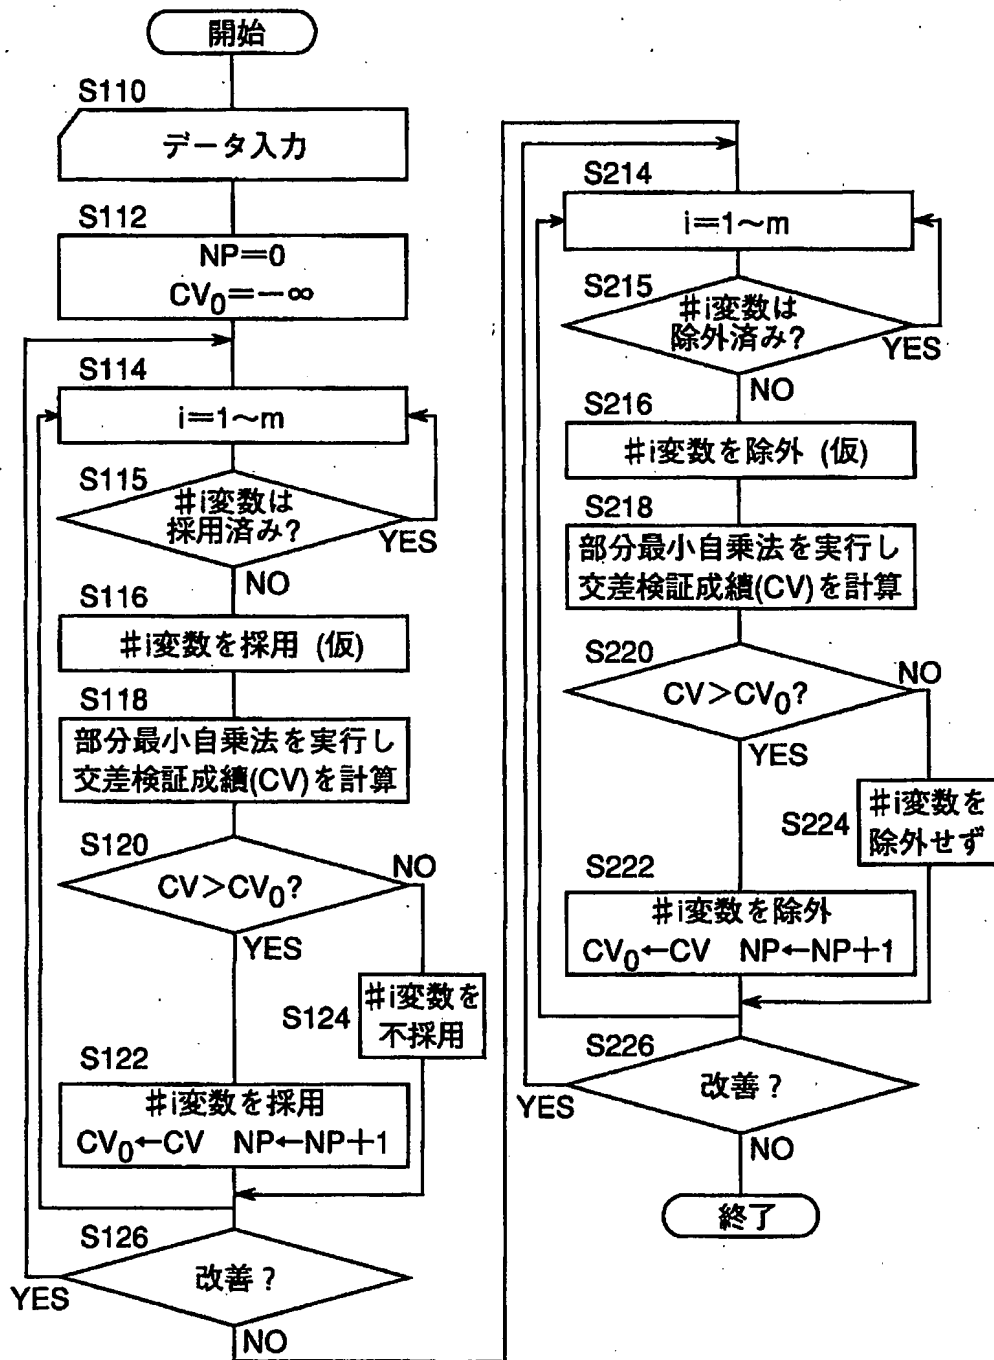 開始
S110
データ入力
S112
NP=0
CV₀=-∞
S114
i=1~m
S115
#i変数は
採用済み?
YES
NO
S116
#i変数を採用 (仮)
S118
部分最小自乗法を実行し
交差検証成績(CV)を計算
S120
CV>CV₀?
NO
YES
S124
#i変数を
不採用
S122
#i変数を採用
CV₀←CV NP←NP+1
S126
改善?
YES
NO
S214
i=1~m
S215
#i変数は
除外済み?
YES
NO
S216
#i変数を除外 (仮)
S218
部分最小自乗法を実行し
交差検証成績(CV)を計算
S220
CV>CV₀?
NO
YES
S224
#i変数を
除外せず
S222
#i変数を除外
CV₀←CV NP←NP+1
S226
改善?
YES
NO
終了